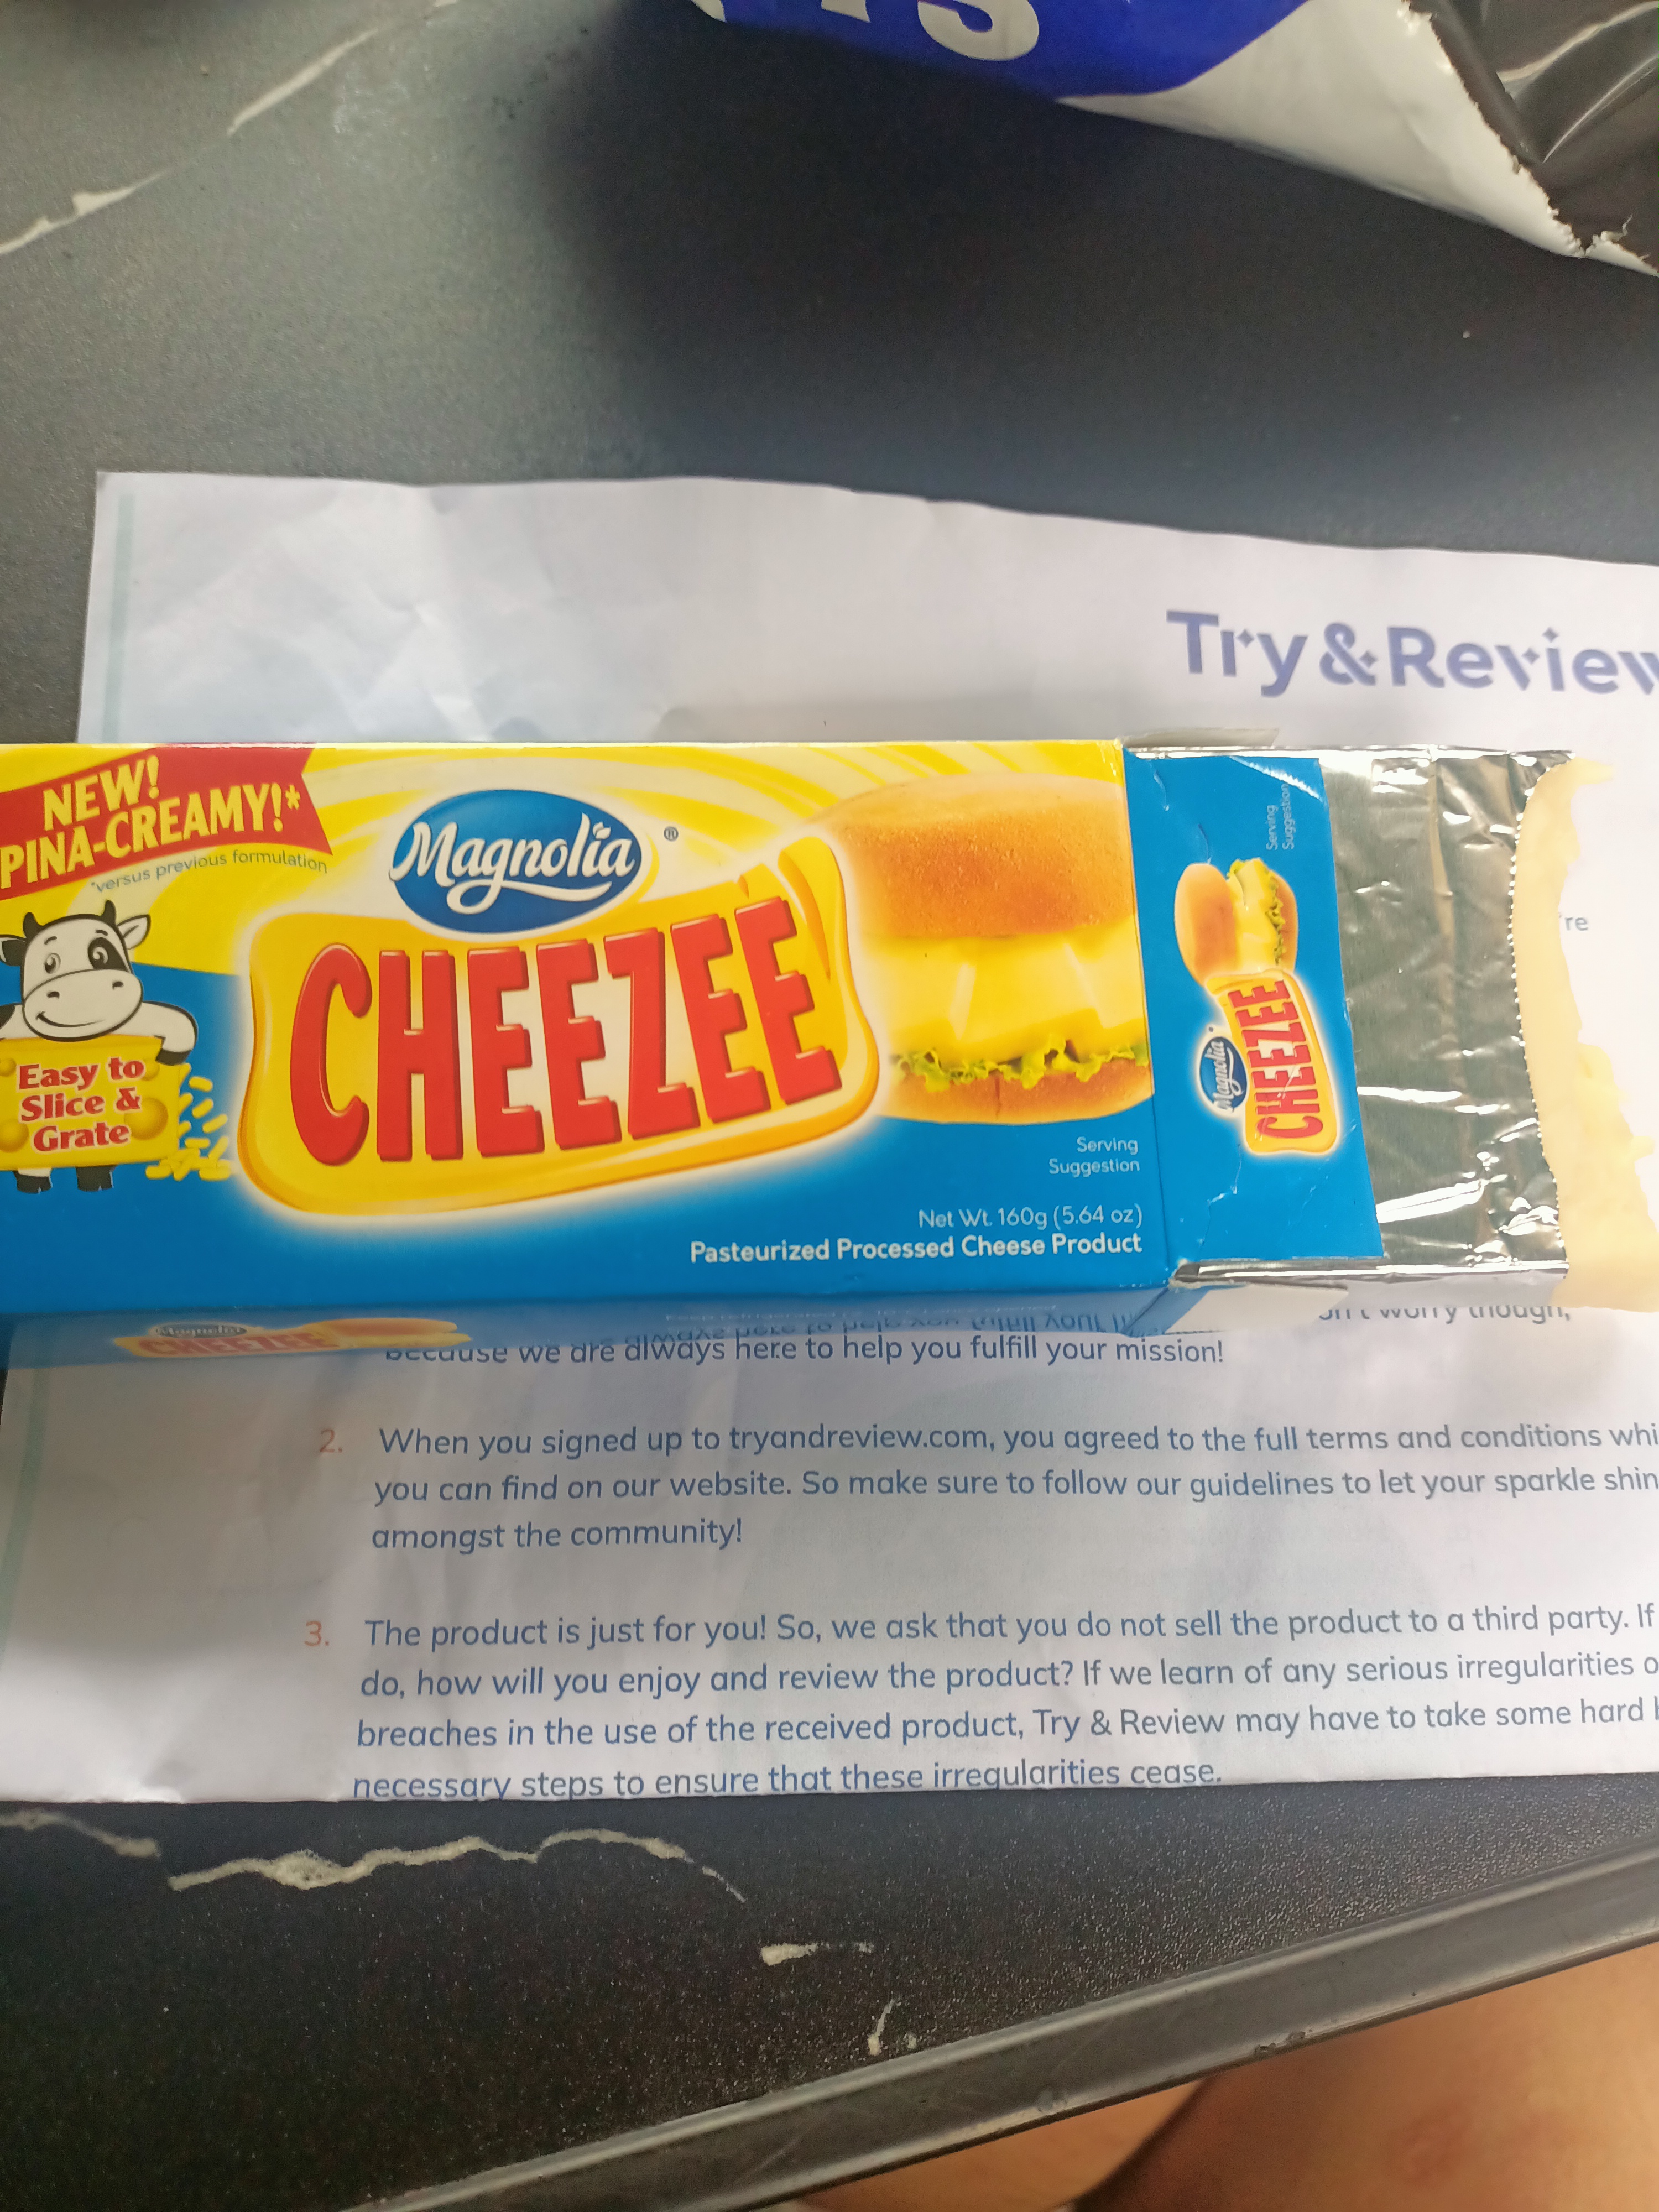 Try & Review
NEW!
PINA-CREAMY!*
*versus previous formulation
Magnolia ®
CHEEZEE
Easy to
Slice &
Grate
Serving
Suggestion
Net Wt. 160g (5.64 oz)
Pasteurized Processed Cheese Product
Serving
Suggestion
Magnolia
CHEEZEE
're
Magnolia
CHEEZEE
worry though,
because we are always here to help you fulfill your mission!
2. When you signed up to tryandreview.com, you agreed to the full terms and conditions whi
you can find on our website. So make sure to follow our guidelines to let your sparkle shin
amongst the community!
3. The product is just for you! So, we ask that you do not sell the product to a third party. If
do, how will you enjoy and review the product? If we learn of any serious irregularities o
breaches in the use of the received product, Try & Review may have to take some hard
necessary steps to ensure that these irregularities cease.